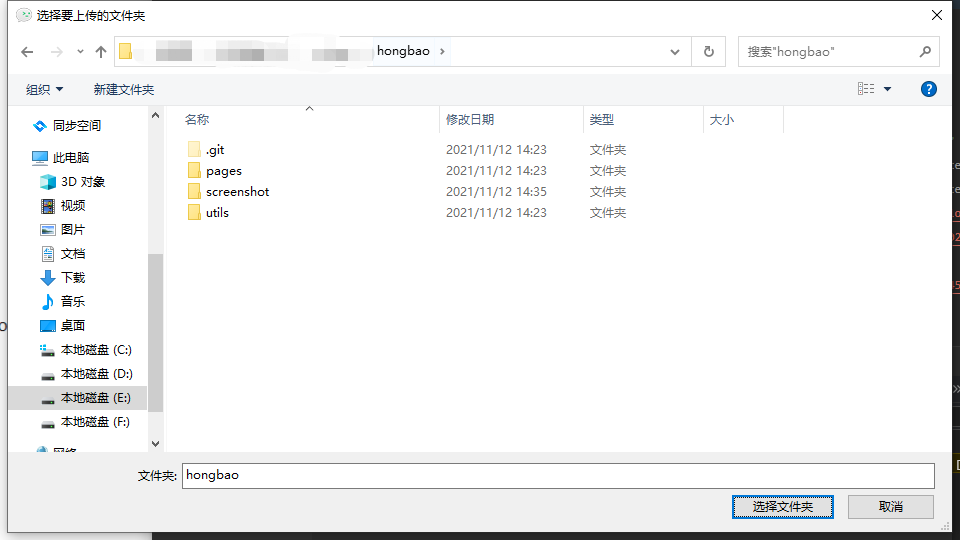 选择要上传的文件夹
hongbao
搜索"hongbao"
组织
新建文件夹
名称 修改日期 类型 大小
同步空间
此电脑
3D 对象
视频
图片
文档
下载
音乐
桌面
本地磁盘 (C:)
本地磁盘 (D:)
本地磁盘 (E:)
本地磁盘 (F:)
网络
.git 2021/11/12 14:23 文件夹
pages 2021/11/12 14:23 文件夹
screenshot 2021/11/12 14:35 文件夹
utils 2021/11/12 14:23 文件夹
文件夹: hongbao
选择文件夹 取消